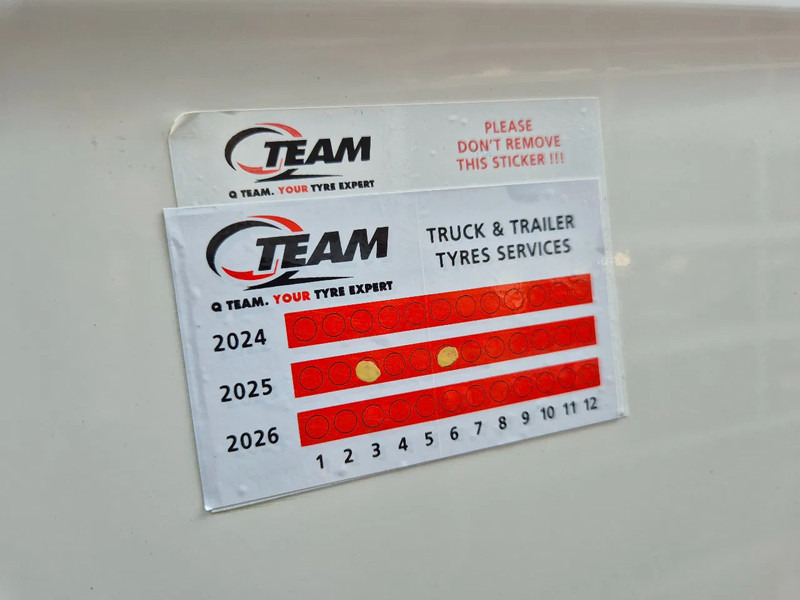 Q TEAM
Q TEAM. YOUR TYRE EXPERT
PLEASE
DON'T REMOVE
THIS STICKER !!!
Q TEAM
Q TEAM. YOUR TYRE EXPERT
TRUCK & TRAILER
TYRES SERVICES
2024
2025
2026
1 2 3 4 5 6 7 8 9 10 11 12